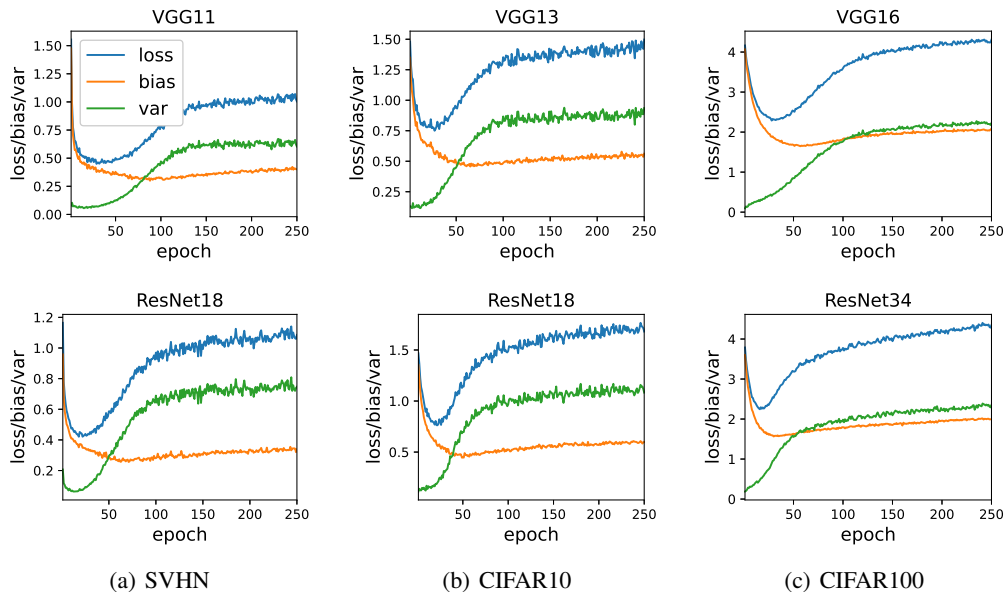 VGG11
VGG13
VGG16
loss
bias
var
loss/bias/var
0.00
0.25
0.50
0.75
1.00
1.25
1.50
50
100
150
200
250
epoch
loss/bias/var
0.25
0.50
0.75
1.00
1.25
1.50
50
100
150
200
250
epoch
loss/bias/var
0
1
2
3
4
50
100
150
200
250
epoch
ResNet18
ResNet18
ResNet34
loss/bias/var
0.2
0.4
0.6
0.8
1.0
1.2
50
100
150
200
250
epoch
loss/bias/var
0.5
1.0
1.5
50
100
150
200
250
epoch
loss/bias/var
0
1
2
3
4
50
100
150
200
250
epoch
(a) SVHN
(b) CIFAR10
(c) CIFAR100